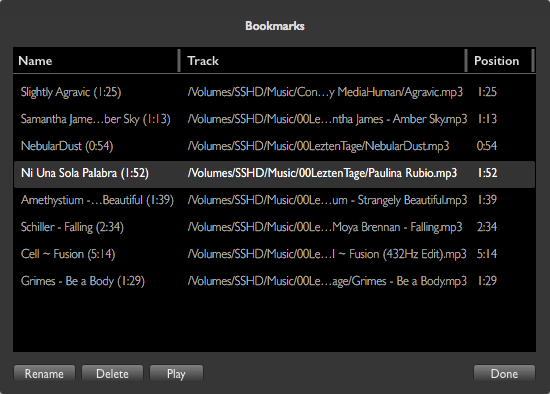 Bookmarks
Name Track Position
Slightly Agravic (1:25) /Volumes/SSHD/Music/Con…y MediaHuman/Agravic.mp3 1:25
Samantha Jame…ber Sky (1:13) /Volumes/SSHD/Music/00Le…ntha James - Amber Sky.mp3 1:13
NebularDust (0:54) /Volumes/SSHD/Music/00LeztenTage/NebularDust.mp3 0:54
Ni Una Sola Palabra (1:52) /Volumes/SSHD/Music/00LeztenTage/Paulina Rubio.mp3 1:52
Amethystium -…Beautiful (1:39) /Volumes/SSHD/Music/00Le…um - Strangely Beautiful.mp3 1:39
Schiller - Falling (2:34) /Volumes/SSHD/Music/00Le…Moya Brennan - Falling.mp3 2:34
Cell ~ Fusion (5:14) /Volumes/SSHD/Music/00Le…l ~ Fusion (432Hz Edit).mp3 5:14
Grimes - Be a Body (1:29) /Volumes/SSHD/Music/00Le…age/Grimes - Be a Body.mp3 1:29
Rename Delete Play Done